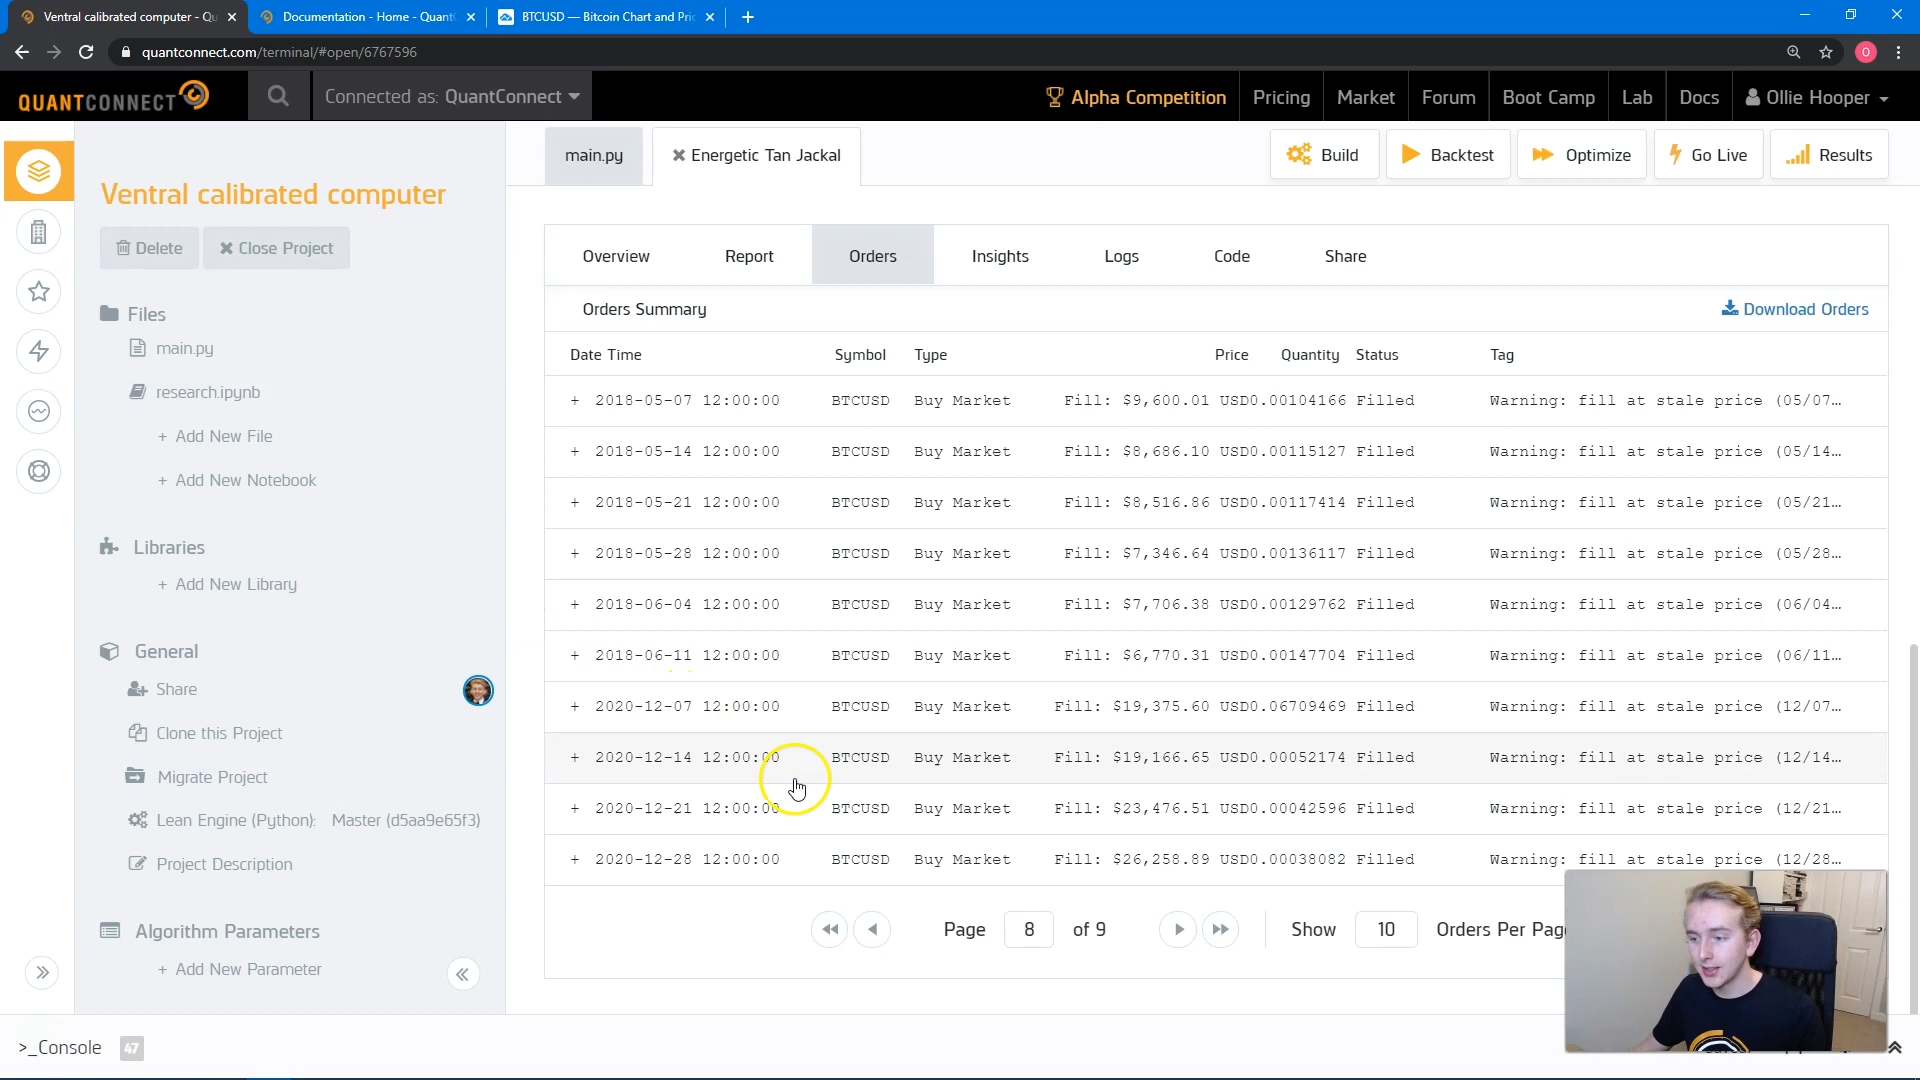 Ventral calibrated computer - Qu
Documentation - Home - QuantC
BTCUSD — Bitcoin Chart and Pric
quantconnect.com/terminal/#open/6767596
O
QUANTCONNECT
Connected as: QuantConnect
Alpha Competition
Pricing
Market
Forum
Boot Camp
Lab
Docs
Ollie Hooper
main.py
Energetic Tan Jackal
Build
Backtest
Optimize
Go Live
Results
Ventral calibrated computer
Delete
Close Project
Files
main.py
research.ipynb
+ Add New File
+ Add New Notebook
Libraries
+ Add New Library
General
Share
Clone this Project
Migrate Project
Lean Engine (Python): Master (d5aa9e65f3)
Project Description
Algorithm Parameters
+ Add New Parameter
Overview Report Orders Insights Logs Code Share
Orders Summary
Download Orders
Date Time Symbol Type Price Quantity Status Tag
+ 2018-05-07 12:00:00 BTCUSD Buy Market Fill: $9,600.01 USD0.00104166 Filled Warning: fill at stale price (05/07…
+ 2018-05-14 12:00:00 BTCUSD Buy Market Fill: $8,686.10 USD0.00115127 Filled Warning: fill at stale price (05/14…
+ 2018-05-21 12:00:00 BTCUSD Buy Market Fill: $8,516.86 USD0.00117414 Filled Warning: fill at stale price (05/21…
+ 2018-05-28 12:00:00 BTCUSD Buy Market Fill: $7,346.64 USD0.00136117 Filled Warning: fill at stale price (05/28…
+ 2018-06-04 12:00:00 BTCUSD Buy Market Fill: $7,706.38 USD0.00129762 Filled Warning: fill at stale price (06/04…
+ 2018-06-11 12:00:00 BTCUSD Buy Market Fill: $6,770.31 USD0.00147704 Filled Warning: fill at stale price (06/11…
+ 2020-12-07 12:00:00 BTCUSD Buy Market Fill: $19,375.60 USD0.06709469 Filled Warning: fill at stale price (12/07…
+ 2020-12-14 12:00:00 BTCUSD Buy Market Fill: $19,166.65 USD0.00052174 Filled Warning: fill at stale price (12/14…
+ 2020-12-21 12:00:00 BTCUSD Buy Market Fill: $23,476.51 USD0.00042596 Filled Warning: fill at stale price (12/21…
+ 2020-12-28 12:00:00 BTCUSD Buy Market Fill: $26,258.89 USD0.00038082 Filled Warning: fill at stale price (12/28…
Page 8 of 9 Show 10 Orders Per Pag
>_Console 47